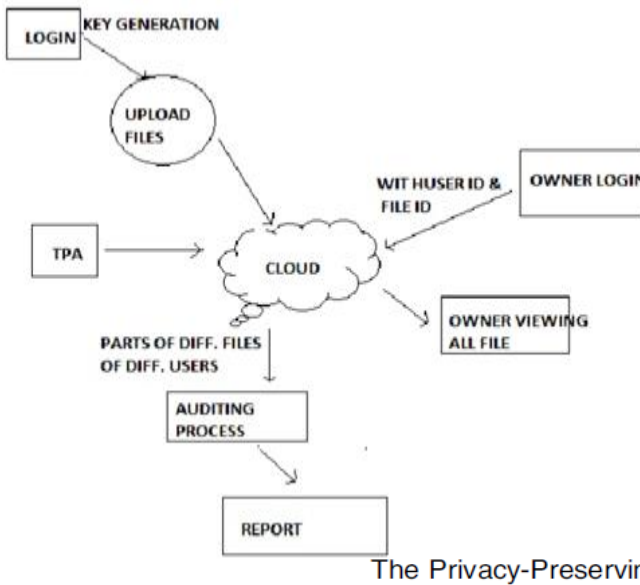 LOGIN
KEY GENERATION
UPLOAD
FILES
WIT HUSER ID &
FILE ID
OWNER LOGIN
TPA
CLOUD
OWNER VIEWING
ALL FILE
PARTS OF DIFF. FILES
OF DIFF. USERS
AUDITING
PROCESS
REPORT
The Privacy-Preservin